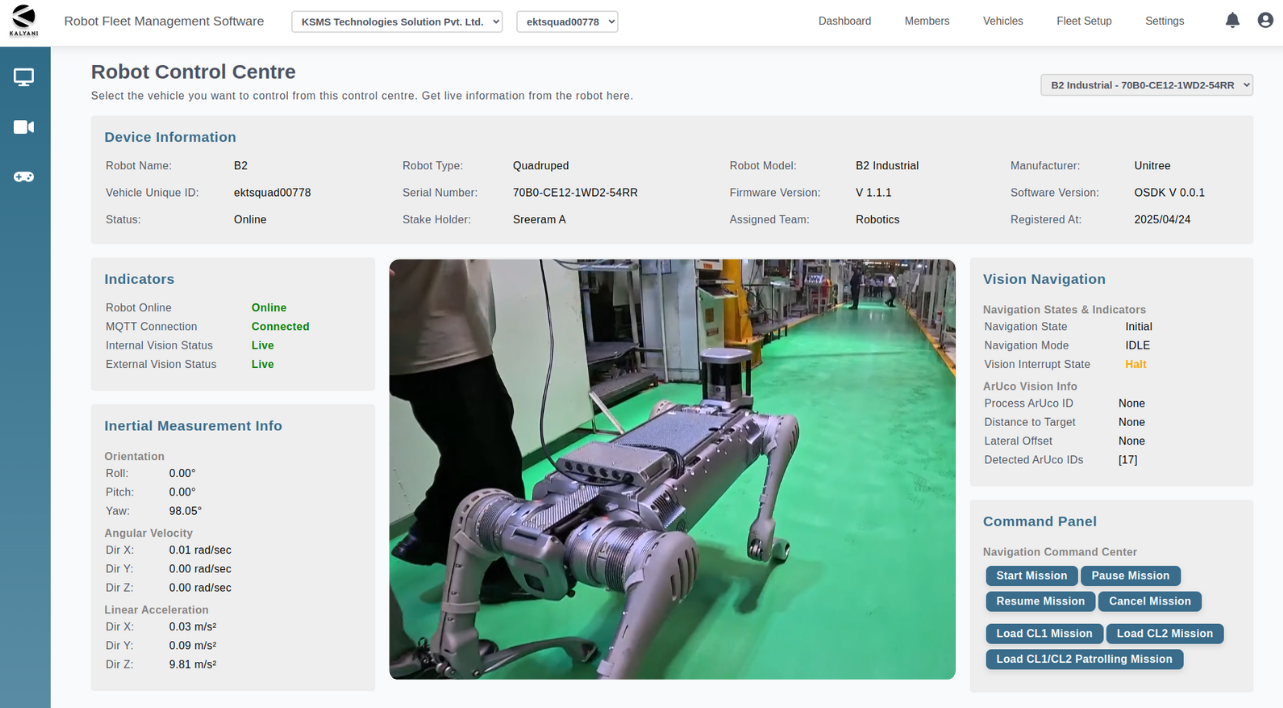 KALYANI
Robot Fleet Management Software
KSMS Technologies Solution Pvt. Ltd.
ektsquad00778
Dashboard
Members
Vehicles
Fleet Setup
Settings
Robot Control Centre
Select the vehicle you want to control from this control centre. Get live information from the robot here.
B2 Industrial - 70B0-CE12-1WD2-54RR
Device Information
Robot Name: B2 Robot Type: Quadruped Robot Model: B2 Industrial Manufacturer: Unitree
Vehicle Unique ID: ektsquad00778 Serial Number: 70B0-CE12-1WD2-54RR Firmware Version: V 1.1.1 Software Version: OSDK V 0.0.1
Status: Online Stake Holder: Sreeram A Assigned Team: Robotics Registered At: 2025/04/24
Indicators
Robot Online Online
MQTT Connection Connected
Internal Vision Status Live
External Vision Status Live
Inertial Measurement Info
Orientation
Roll: 0.00°
Pitch: 0.00°
Yaw: 98.05°
Angular Velocity
Dir X: 0.01 rad/sec
Dir Y: 0.00 rad/sec
Dir Z: 0.00 rad/sec
Linear Acceleration
Dir X: 0.03 m/s²
Dir Y: 0.09 m/s²
Dir Z: 9.81 m/s²
Vision Navigation
Navigation States & Indicators
Navigation State Initial
Navigation Mode IDLE
Vision Interrupt State Halt
ArUco Vision Info
Process ArUco ID None
Distance to Target None
Lateral Offset None
Detected ArUco IDs [17]
Command Panel
Navigation Command Center
Start Mission Pause Mission
Resume Mission Cancel Mission
Load CL1 Mission Load CL2 Mission
Load CL1/CL2 Patrolling Mission